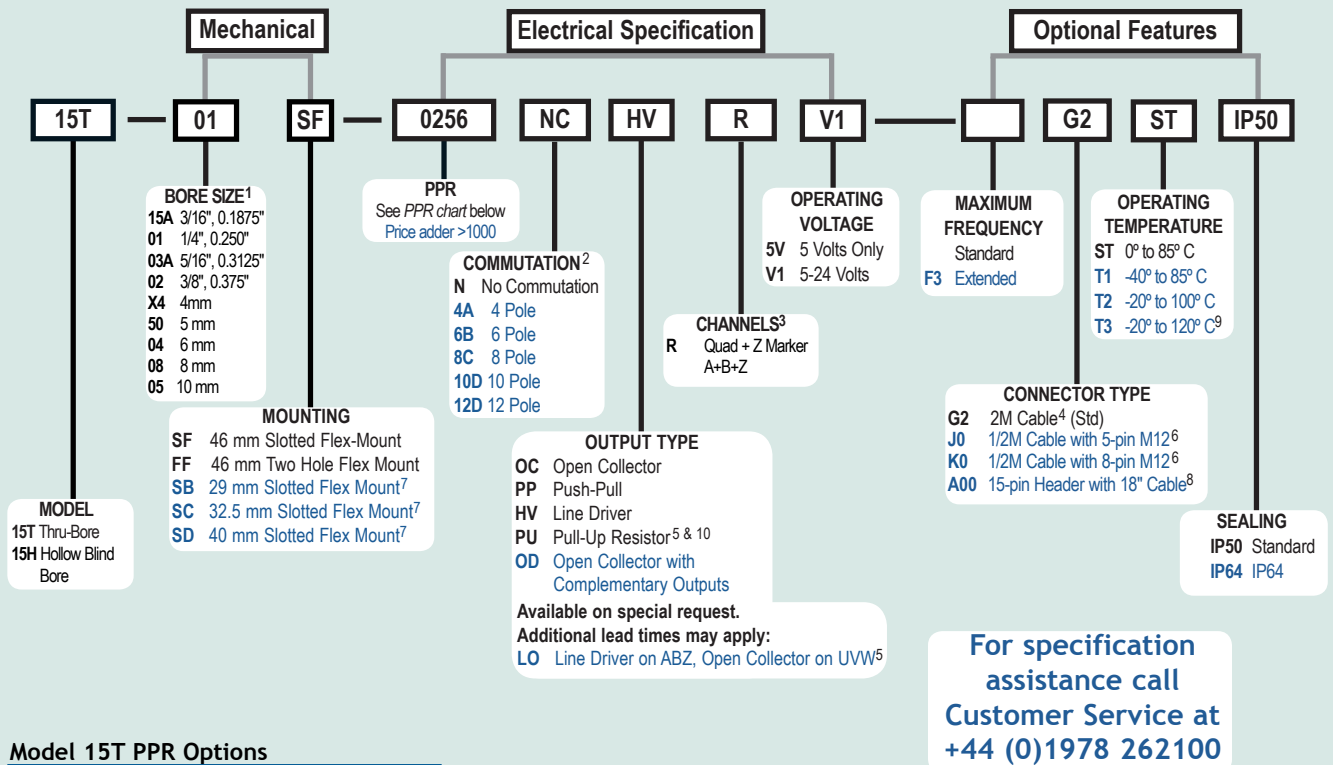 Mechanical
Electrical Specification
Optional Features
15T
01
SF
0256
NC
HV
R
V1
G2
ST
IP50
MODEL
15T Thru-Bore
15H Hollow Blind
Bore
BORE SIZE1
15A 3/16", 0.1875"
01 1/4", 0.250"
03A 5/16", 0.3125"
02 3/8", 0.375"
X4 4mm
50 5 mm
04 6 mm
08 8 mm
05 10 mm
MOUNTING
SF 46 mm Slotted Flex-Mount
FF 46 mm Two Hole Flex Mount
SB 29 mm Slotted Flex Mount7
SC 32.5 mm Slotted Flex Mount7
SD 40 mm Slotted Flex Mount7
PPR
See PPR chart below
Price adder >1000
COMMUTATION2
N No Commutation
4A 4 Pole
6B 6 Pole
8C 8 Pole
10D 10 Pole
12D 12 Pole
OUTPUT TYPE
OC Open Collector
PP Push-Pull
HV Line Driver
PU Pull-Up Resistor5 & 10
OD Open Collector with
Complementary Outputs
Available on special request.
Additional lead times may apply:
LO Line Driver on ABZ, Open Collector on UVW5
CHANNELS3
R Quad + Z Marker
A+B+Z
OPERATING
VOLTAGE
5V 5 Volts Only
V1 5-24 Volts
MAXIMUM
FREQUENCY
Standard
F3 Extended
CONNECTOR TYPE
G2 2M Cable4 (Std)
J0 1/2M Cable with 5-pin M126
K0 1/2M Cable with 8-pin M126
A00 15-pin Header with 18" Cable8
OPERATING
TEMPERATURE
ST 0º to 85º C
T1 -40º to 85º C
T2 -20º to 100º C
T3 -20º to 120º C9
SEALING
IP50 Standard
IP64 IP64
For specification
assistance call
Customer Service at
+44 (0)1978 262100
Model 15T PPR Options